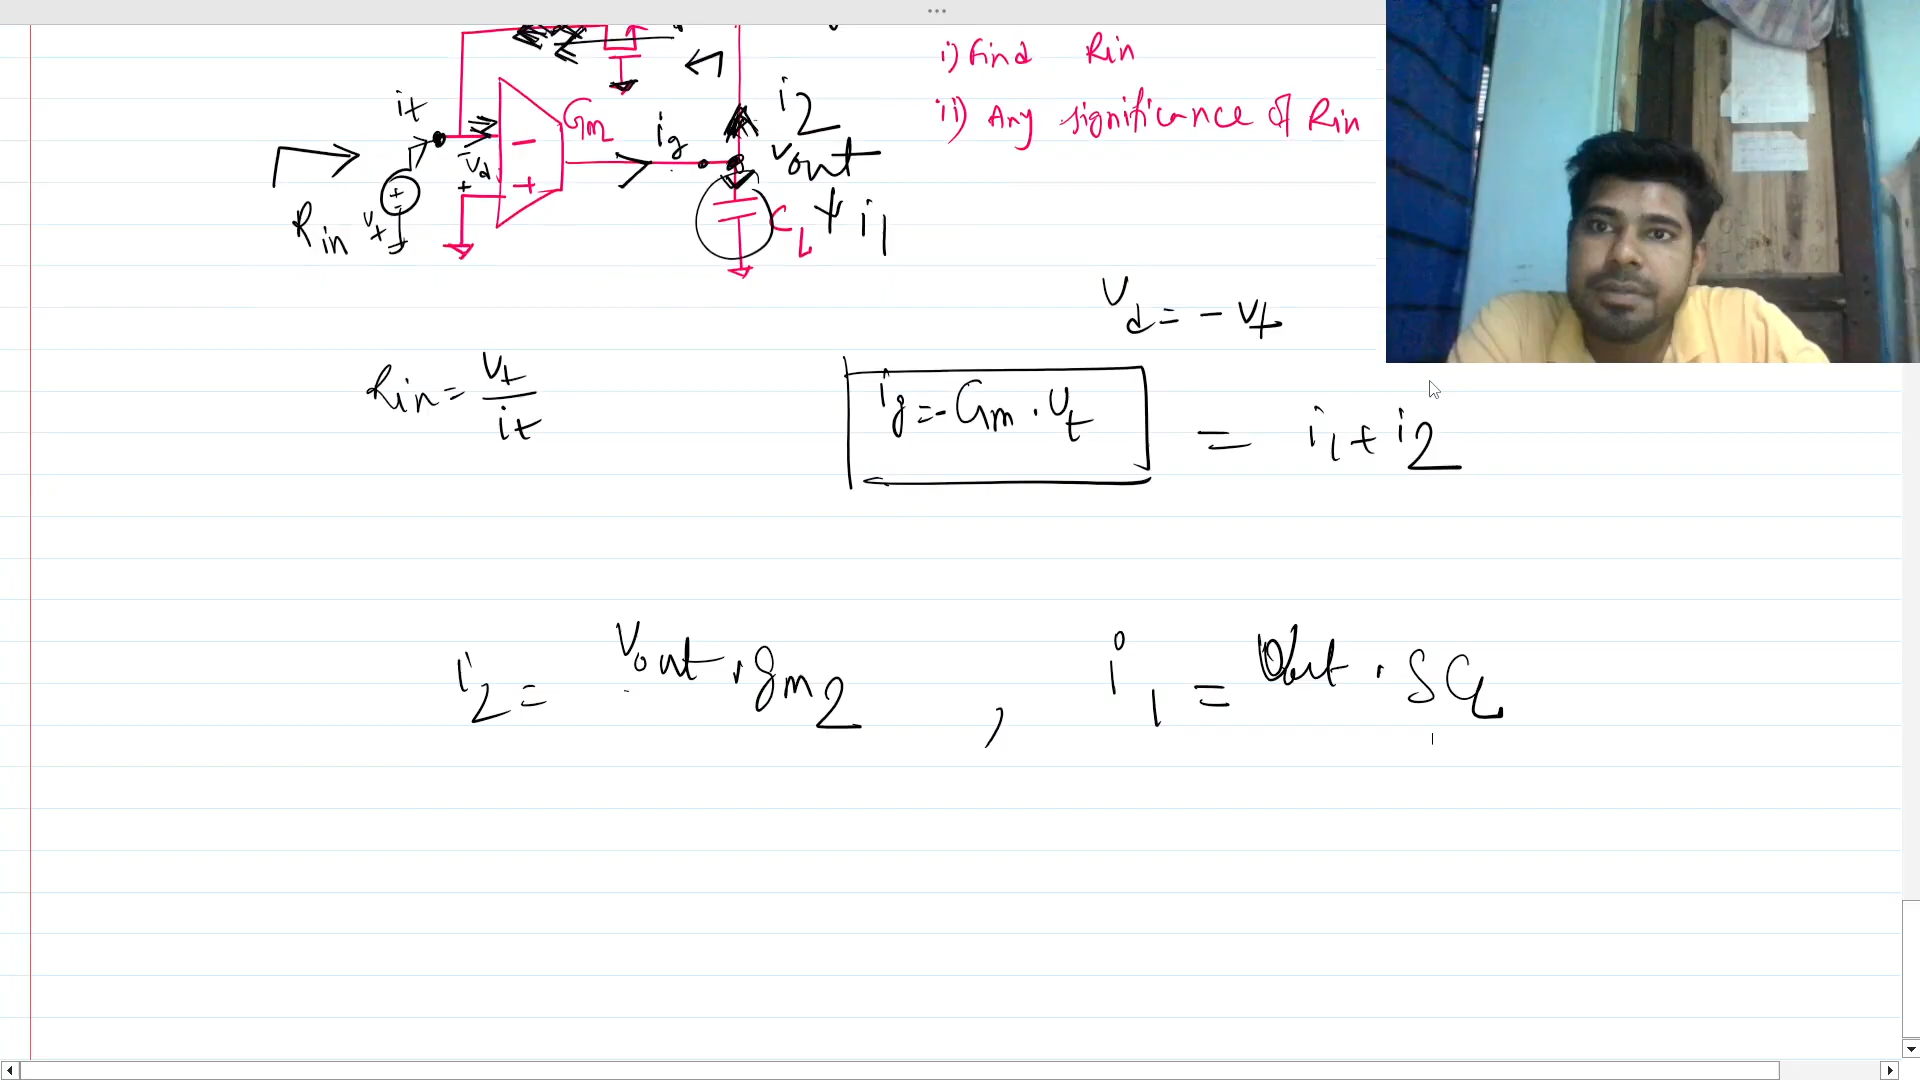 i) Find Rin
ii) Any significance of Rin
it
Gm
ig
i2
vout
Vd
-
+
+
-
Rin
vt
CL
i1
Vd = - vt
Rin = vt / it
ig = - Gm . vt = i1 + i2
i2 = vout . gm2 , i1 = vout . SCL